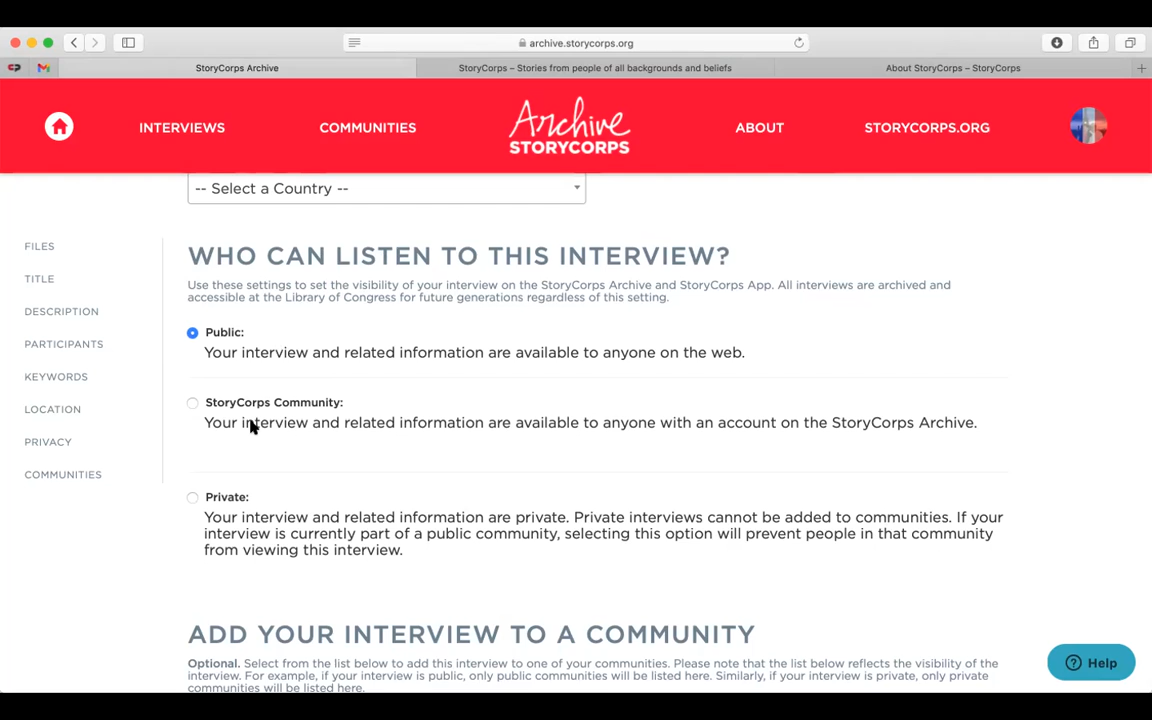 archive.storycorps.org
StoryCorps Archive
StoryCorps – Stories from people of all backgrounds and beliefs
About StoryCorps – StoryCorps
INTERVIEWS
COMMUNITIES
Archive
STORYCORPS
ABOUT
STORYCORPS.ORG
-- Select a Country --
FILES
TITLE
DESCRIPTION
PARTICIPANTS
KEYWORDS
LOCATION
PRIVACY
COMMUNITIES
WHO CAN LISTEN TO THIS INTERVIEW?
Use these settings to set the visibility of your interview on the StoryCorps Archive and StoryCorps App. All interviews are archived and
accessible at the Library of Congress for future generations regardless of this setting.
Public:
Your interview and related information are available to anyone on the web.
StoryCorps Community:
Your interview and related information are available to anyone with an account on the StoryCorps Archive.
Private:
Your interview and related information are private. Private interviews cannot be added to communities. If your
interview is currently part of a public community, selecting this option will prevent people in that community
from viewing this interview.
ADD YOUR INTERVIEW TO A COMMUNITY
Optional. Select from the list below to add this interview to one of your communities. Please note that the list below reflects the visibility of the
interview. For example, if your interview is public, only public communities will be listed here. Similarly, if your interview is private, only private
communities will be listed here.
Help